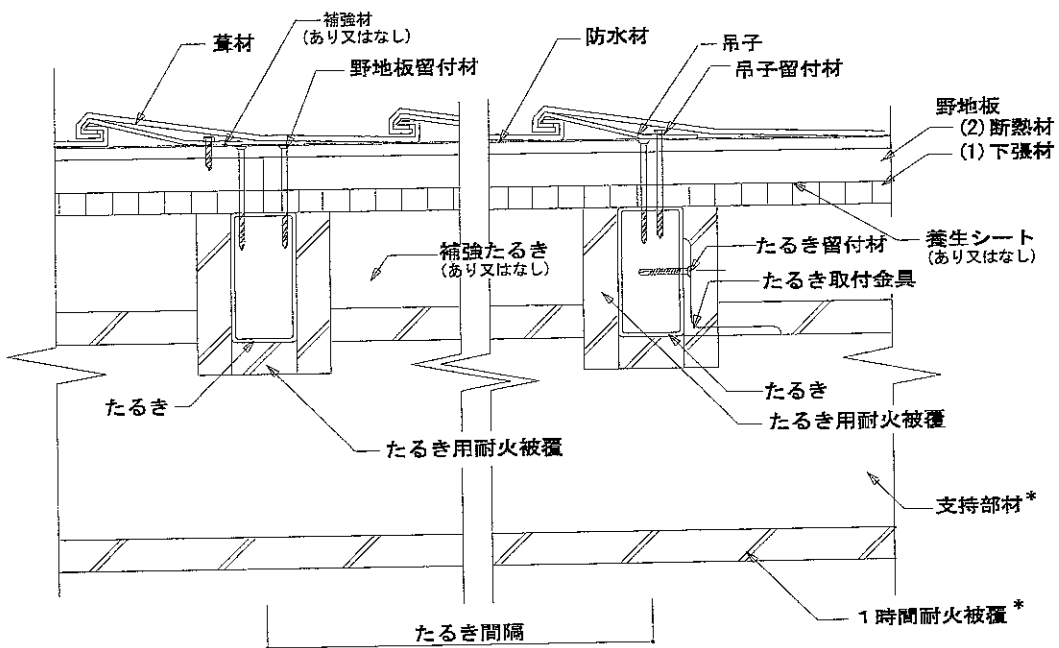 補強材
(あり又はなし)
葺材
防水材
吊子
野地板留付材
吊子留付材
野地板
(2) 断熱材
(1) 下張材
補強たるき
(あり又はなし)
たるき留付材
養生シート
(あり又はなし)
たるき取付金具
たるき
たるき
たるき用耐火被覆
たるき用耐火被覆
支持部材*
1時間耐火被覆*
たるき間隔